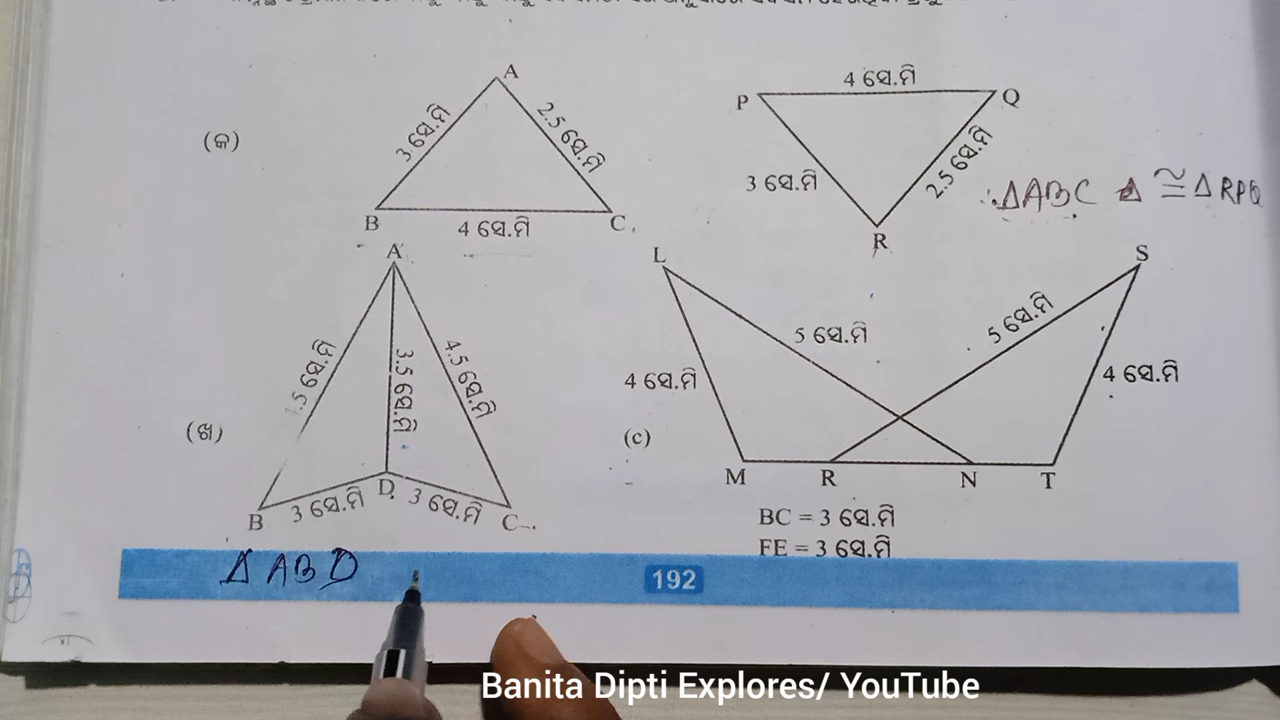 A
P
4 ସେ.ମି
Q
(କ)
3 ସେ.ମି
2.5 ସେ.ମି
3 ସେ.ମି
2.5 ସେ.ମି
∴ΔABC ≅ ΔRPQ
B
4 ସେ.ମି
C
R
A
L
S
(ଖ)
3.5 ସେ.ମି
4.5 ସେ.ମି
(c)
4 ସେ.ମି
5 ସେ.ମି
5 ସେ.ମି
4 ସେ.ମି
B
3 ସେ.ମି
D
3 ସେ.ମି
C
M
R
N
T
BC = 3 ସେ.ମି
FE = 3 ସେ.ମି
Δ ABD
192
Banita Dipti Explores/ YouTube